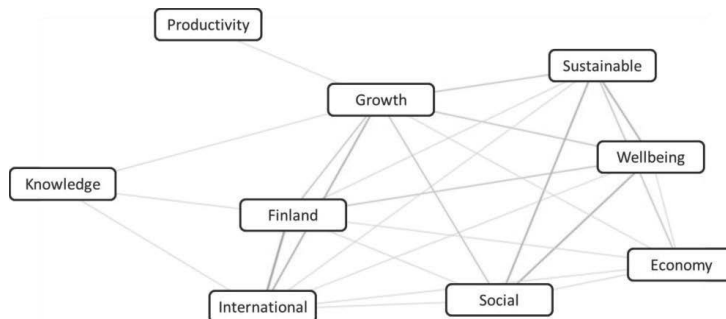 Productivity
Sustainable
Growth
Wellbeing
Knowledge
Finland
Economy
Social
International